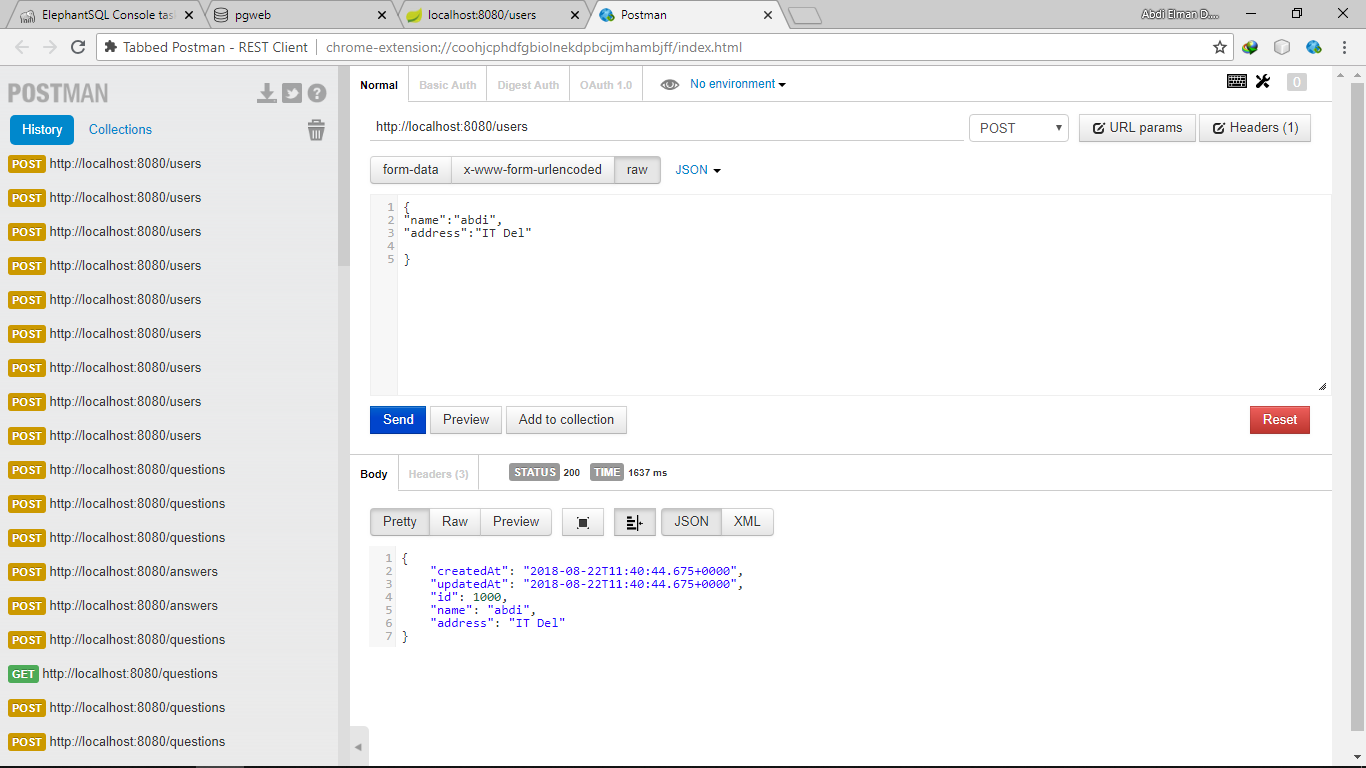 ElephantSQL Console tas
pgweb
localhost:8080/users
Postman
Abdi Elman D....
Tabbed Postman - REST Client
chrome-extension://coohjcphdfgbiolnekdpbcijmhambjff/index.html
POSTMAN
History
Collections
POST http://localhost:8080/users
POST http://localhost:8080/users
POST http://localhost:8080/users
POST http://localhost:8080/users
POST http://localhost:8080/users
POST http://localhost:8080/users
POST http://localhost:8080/users
POST http://localhost:8080/users
POST http://localhost:8080/users
POST http://localhost:8080/questions
POST http://localhost:8080/questions
POST http://localhost:8080/questions
POST http://localhost:8080/answers
POST http://localhost:8080/answers
POST http://localhost:8080/questions
GET http://localhost:8080/questions
POST http://localhost:8080/questions
POST http://localhost:8080/questions
Normal
Basic Auth
Digest Auth
OAuth 1.0
No environment
0
http://localhost:8080/users
POST
URL params
Headers (1)
form-data
x-www-form-urlencoded
raw
JSON
1 {
2 "name":"abdi",
3 "address":"IT Del"
4
5 }
Send
Preview
Add to collection
Reset
Body
Headers (3)
STATUS 200
TIME 1637 ms
Pretty
Raw
Preview
JSON
XML
1 {
2 "createdAt": "2018-08-22T11:40:44.675+0000",
3 "updatedAt": "2018-08-22T11:40:44.675+0000",
4 "id": 1000,
5 "name": "abdi",
6 "address": "IT Del"
7 }